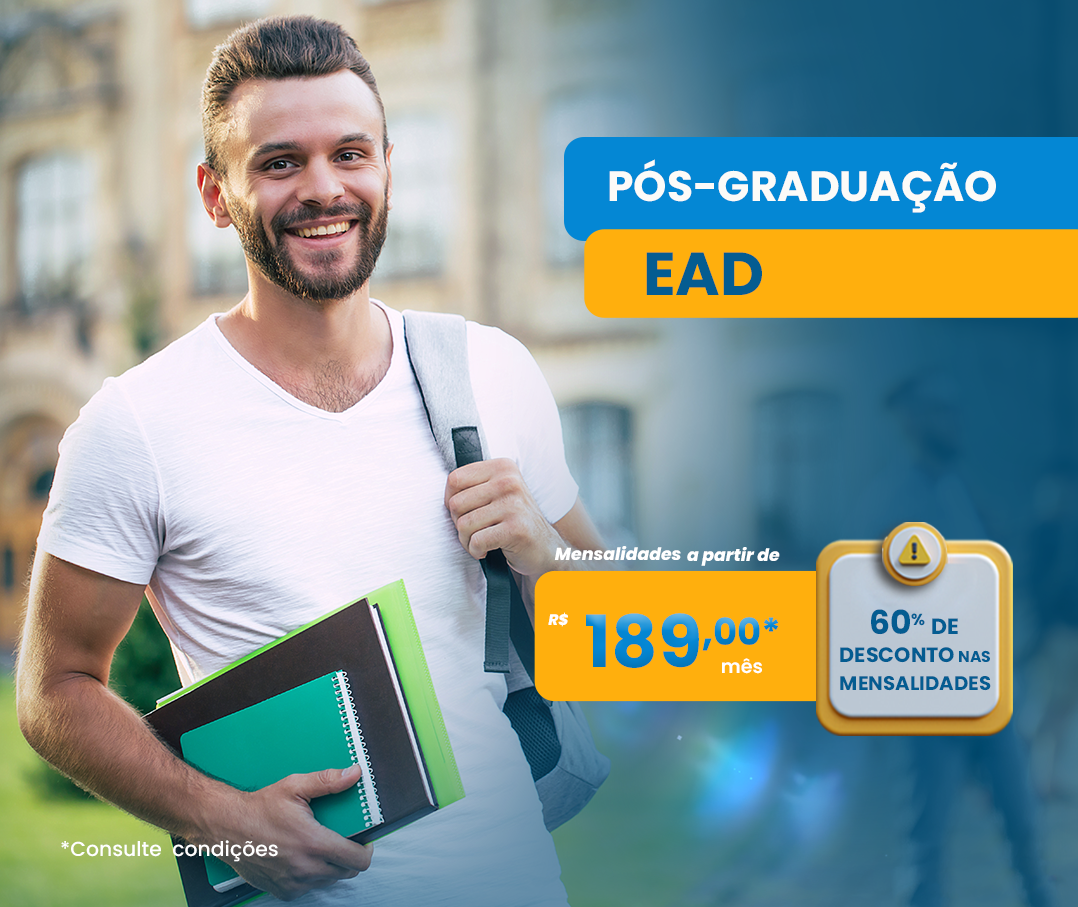 PÓS-GRADUAÇÃO
EAD
Mensalidades a partir de
R$ 189,00*
mês
60% DE
DESCONTO NAS
MENSALIDADES
*Consulte condições